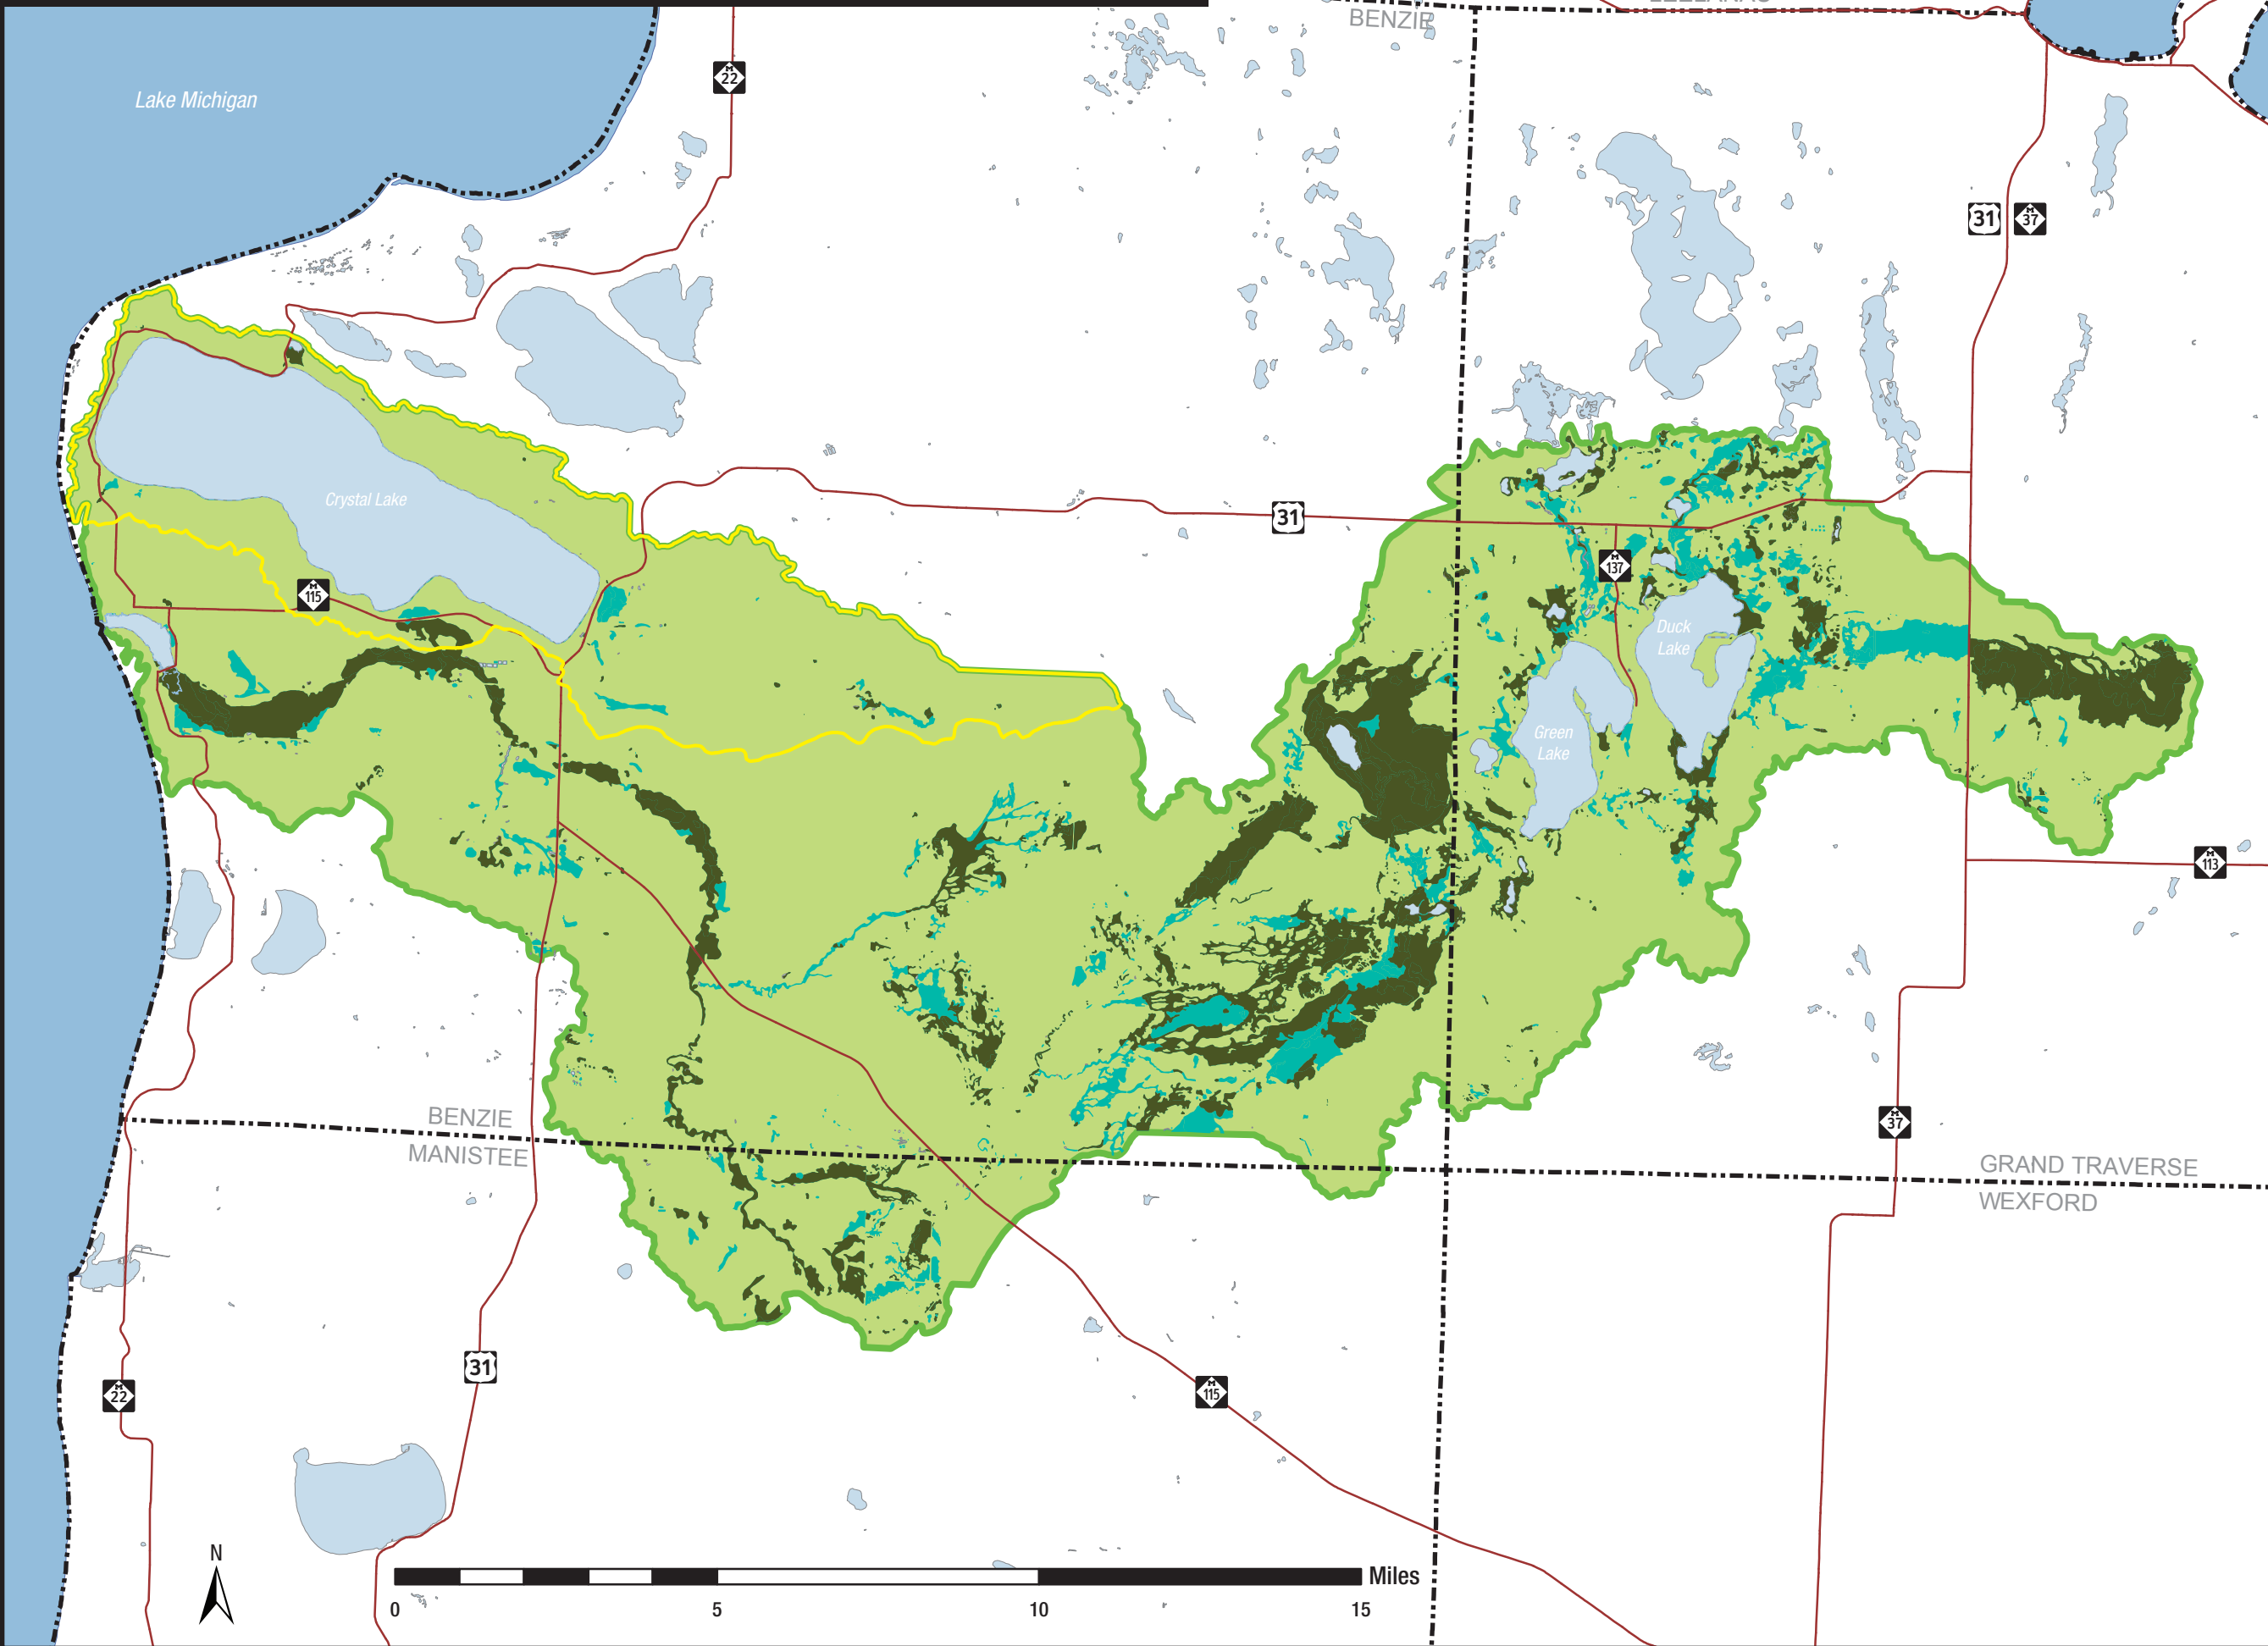 BENZIE
M
22
Lake Michigan
31
M
37
Crystal Lake
31
M
137
M
115
Duck
Lake
Green
Lake
M
113
BENZIE
MANISTEE
M
37
GRAND TRAVERSE
WEXFORD
31
M
22
M
115
N
Miles
0
5
10
15